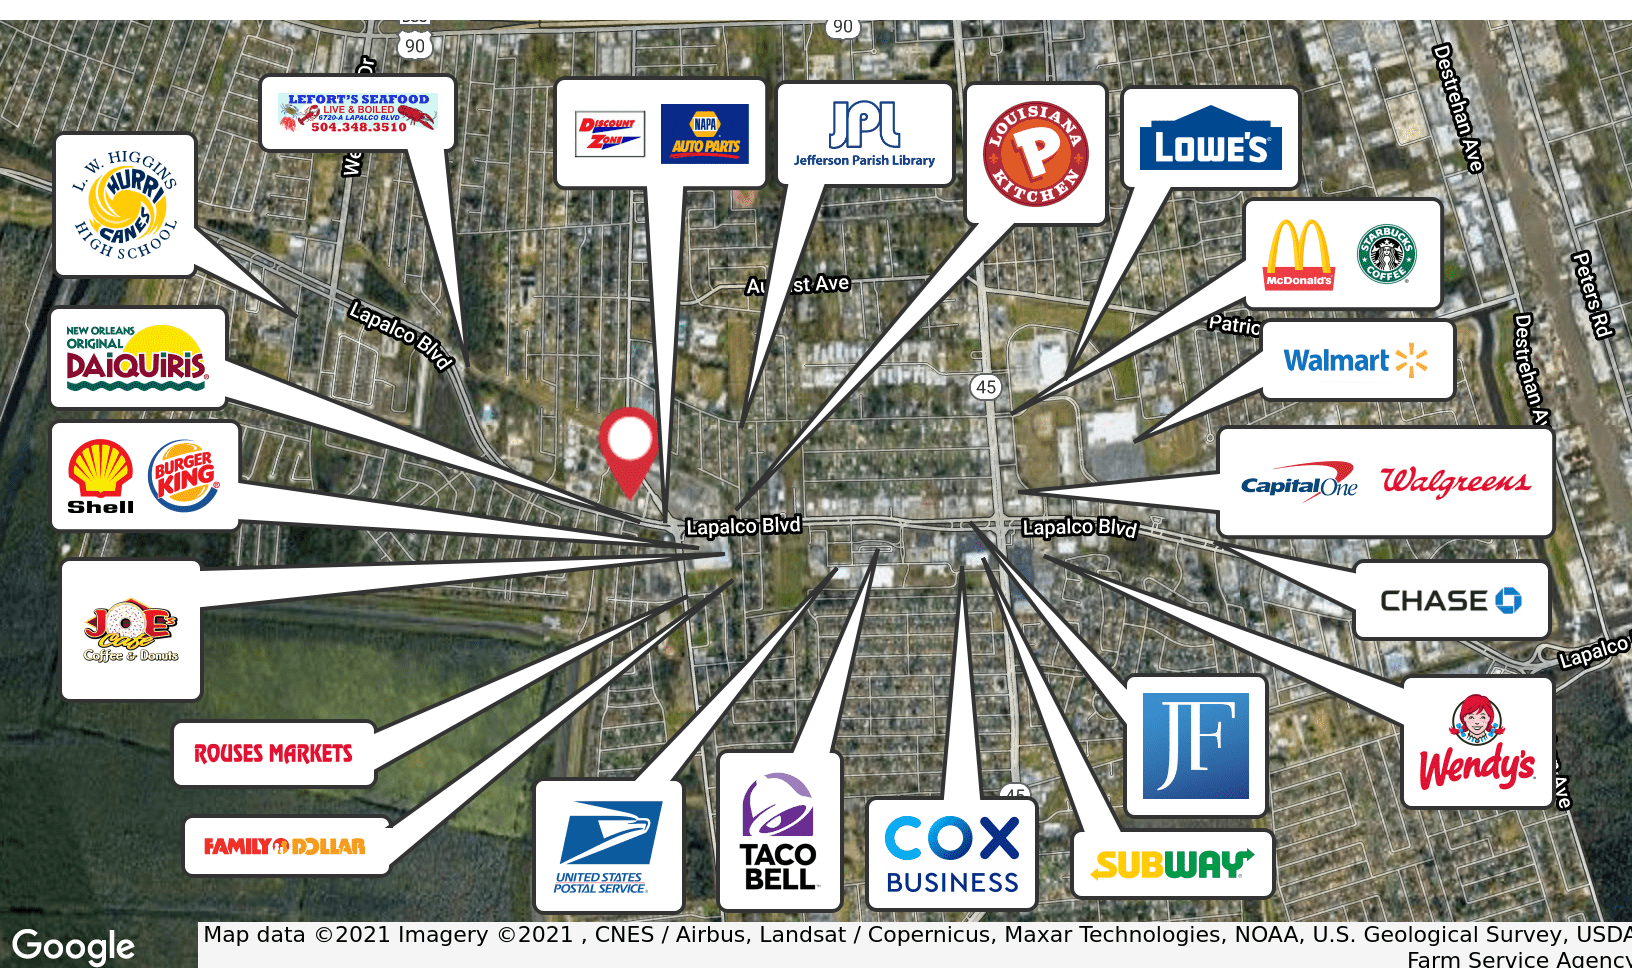 90
90
Destrehan Ave
LEFORT'S SEAFOOD
LIVE & BOILED
6720-A LAPALCO BLVD
504.348.3510
DISCOUNT
ZONE
NAPA
AUTO PARTS
JPL
Jefferson Parish Library
LOUISIANA
KITCHEN
LOWE'S
L. W. HIGGINS
HURRI
CANES
HIGH SCHOOL
McDonald's
STARBUCKS
COFFEE
Peters Rd
NEW ORLEANS
ORIGINAL
DAIQUIRIS
Lapalco Blvd
45
Walmart
Destrehan A
Shell
BURGER
KING
Capital One
Walgreens
Lapalco Blvd
Lapalco Blvd
JOE'S
Cafe
Coffee & Donuts
CHASE
Lapalco
ROUSES MARKETS
JF
Wendy's
FAMILY DOLLAR
UNITED STATES
POSTAL SERVICE
TACO
BELL
COX
BUSINESS
SUBWAY
45
Google
Map data ©2021 Imagery ©2021 , CNES / Airbus, Landsat / Copernicus, Maxar Technologies, NOAA, U.S. Geological Survey, USDA
Farm Service Agency